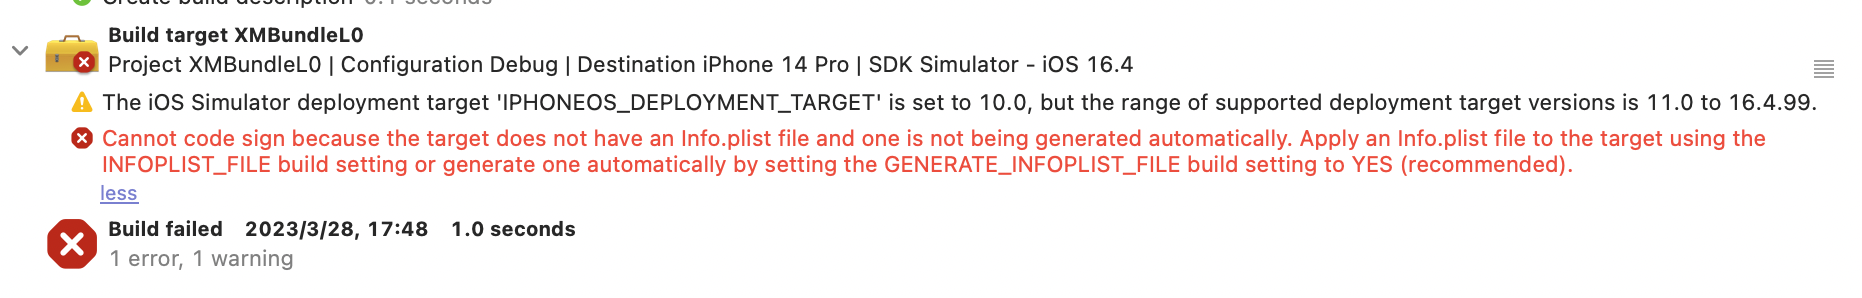 Create build description 0.1 seconds
Build target XMBundleL0
Project XMBundleL0 | Configuration Debug | Destination iPhone 14 Pro | SDK Simulator - iOS 16.4
The iOS Simulator deployment target 'IPHONEOS_DEPLOYMENT_TARGET' is set to 10.0, but the range of supported deployment target versions is 11.0 to 16.4.99.
Cannot code sign because the target does not have an Info.plist file and one is not being generated automatically. Apply an Info.plist file to the target using the
INFOPLIST_FILE build setting or generate one automatically by setting the GENERATE_INFOPLIST_FILE build setting to YES (recommended).
less
Build failed 2023/3/28, 17:48 1.0 seconds
1 error, 1 warning